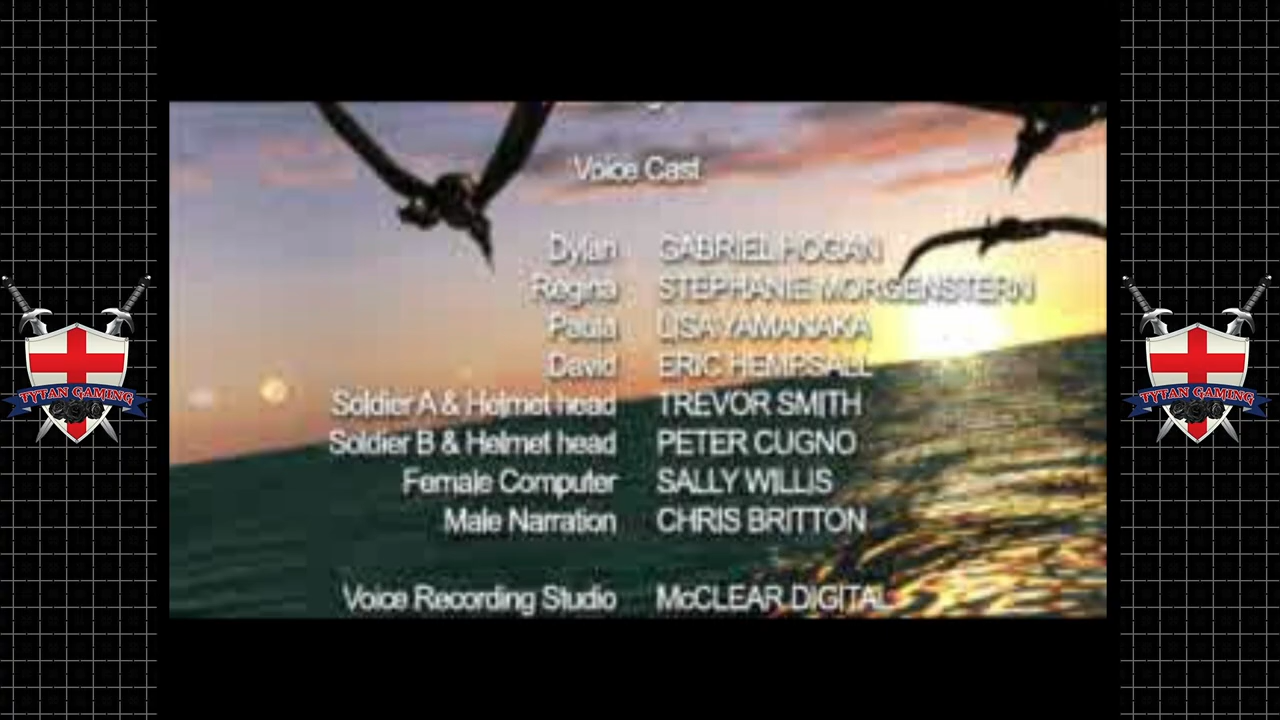 Voice Cast
Dylan GABRIEL HOGAN
Regina STEPHANIE MORGENSTERN
Paula LISA YAMANAKA
David ERIC HEMPSALL
Soldier A & Helmet head TREVOR SMITH
Soldier B & Helmet head PETER CUGNO
Female Computer SALLY WILLIS
Male Narration CHRIS BRITTON
Voice Recording Studio McCLEAR DIGITAL
TYTAN GAMING
TYTAN GAMING